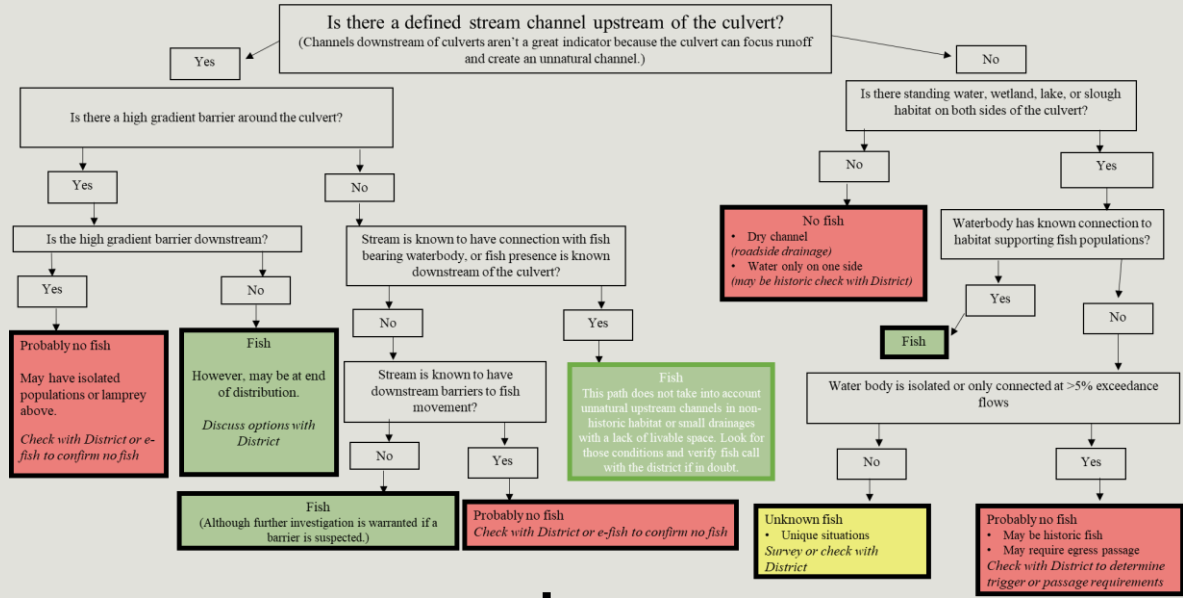 Is there a defined stream channel upstream of the culvert?
(Channels downstream of culverts aren't a great indicator because the culvert can focus runoff
and create an unnatural channel.)
Yes
No
Is there a high gradient barrier around the culvert?
Is there standing water, wetland, lake, or slough
habitat on both sides of the culvert?
Yes
No
No
Yes
Is the high gradient barrier downstream?
Stream is known to have connection with fish
bearing waterbody, or fish presence is known
downstream of the culvert?
No fish
• Dry channel
(roadside drainage)
• Water only on one side
(may be historic check with District)
Waterbody has known connection to
habitat supporting fish populations?
Yes
No
No
Yes
Yes
No
Probably no fish
May have isolated
populations or lamprey
above.
Check with District or e-
fish to confirm no fish
Fish
However, may be at end
of distribution.
Discuss options with
District
Stream is known to have
downstream barriers to fish
movement?
Fish
This path does not take into account
unnatural upstream channels in non-
historic habitat or small drainages
with a lack of livable space. Look for
those conditions and verify fish call
with the district if in doubt.
Fish
Water body is isolated or only connected at >5% exceedance
flows
No
Yes
No
Yes
Fish
(Although further investigation is warranted if a
barrier is suspected.)
Probably no fish
Check with District or e-fish to confirm no fish
Unknown fish
• Unique situations
Survey or check with
District
Probably no fish
• May be historic fish
• May require egress passage
Check with District to determine
trigger or passage requirements